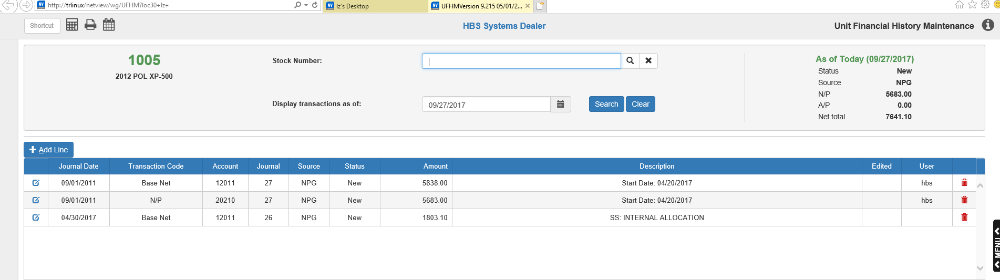 NV http://trlinux/netview/wg/UFHM?loc30+lz+ NV lz's Desktop NV UFHMVersion 9.215 05/01/2...
Shortcut HBS Systems Dealer Unit Financial History Maintenance
1005
2012 POL XP-500
Stock Number:
Display transactions as of: 09/27/2017 Search Clear
As of Today (09/27/2017)
Status New
Source NPG
N/P 5683.00
A/P 0.00
Net total 7641.10
Add Line
Journal Date Transaction Code Account Journal Source Status Amount Description Edited User
09/01/2011 Base Net 12011 27 NPG New 5838.00 Start Date: 04/20/2017 hbs
09/01/2011 N/P 20210 27 NPG New 5683.00 Start Date: 04/20/2017 hbs
04/30/2017 Base Net 12011 26 NPG New 1803.10 SS: INTERNAL ALLOCATION
MENU